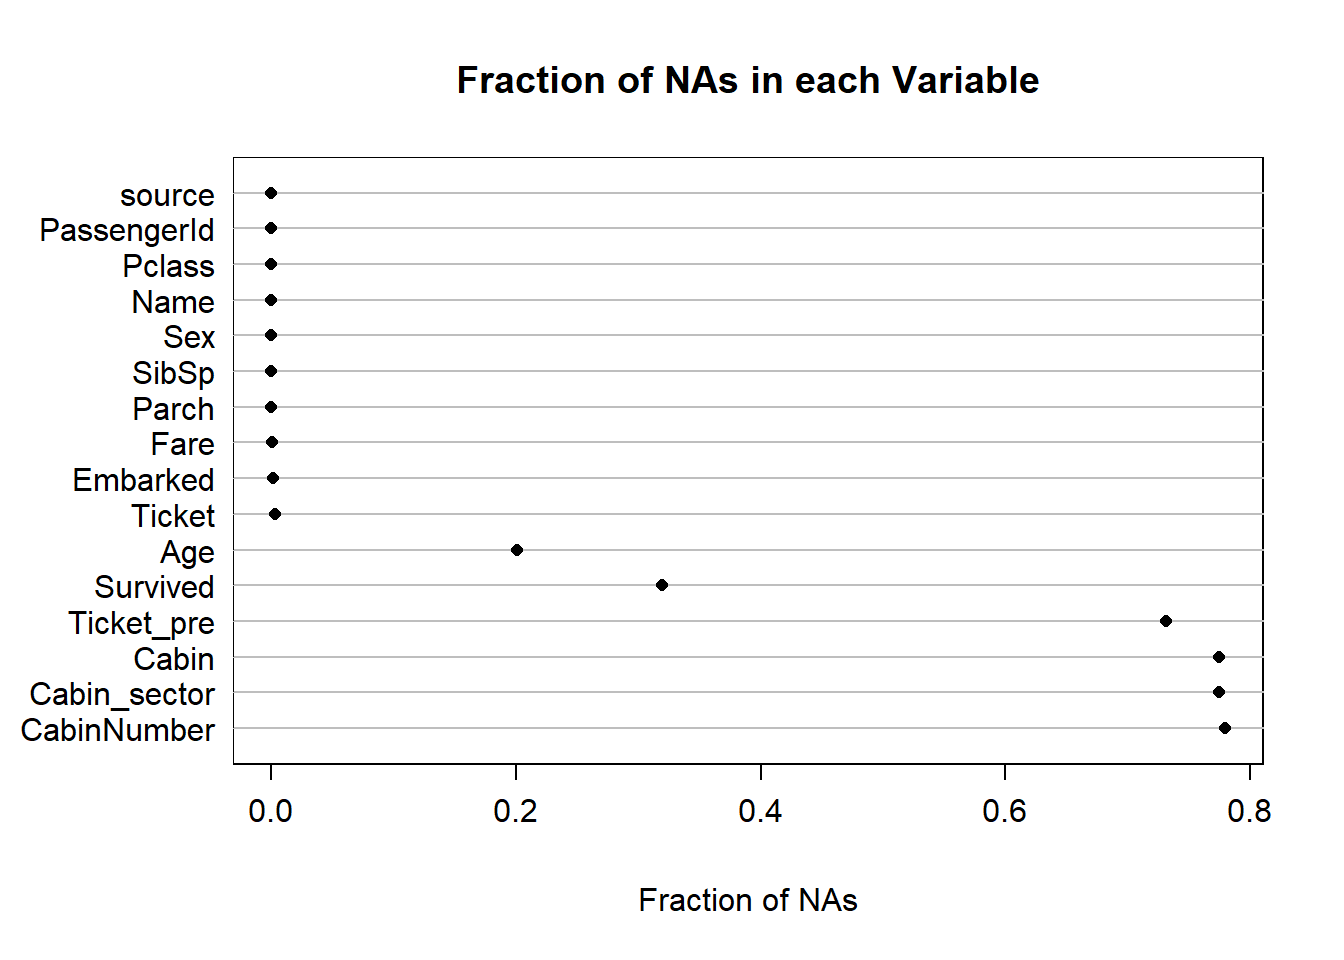 Fraction of NAs in each Variable
source
PassengerId
Pclass
Name
Sex
SibSp
Parch
Fare
Embarked
Ticket
Age
Survived
Ticket_pre
Cabin
Cabin_sector
CabinNumber
0.0 0.2 0.4 0.6 0.8
Fraction of NAs